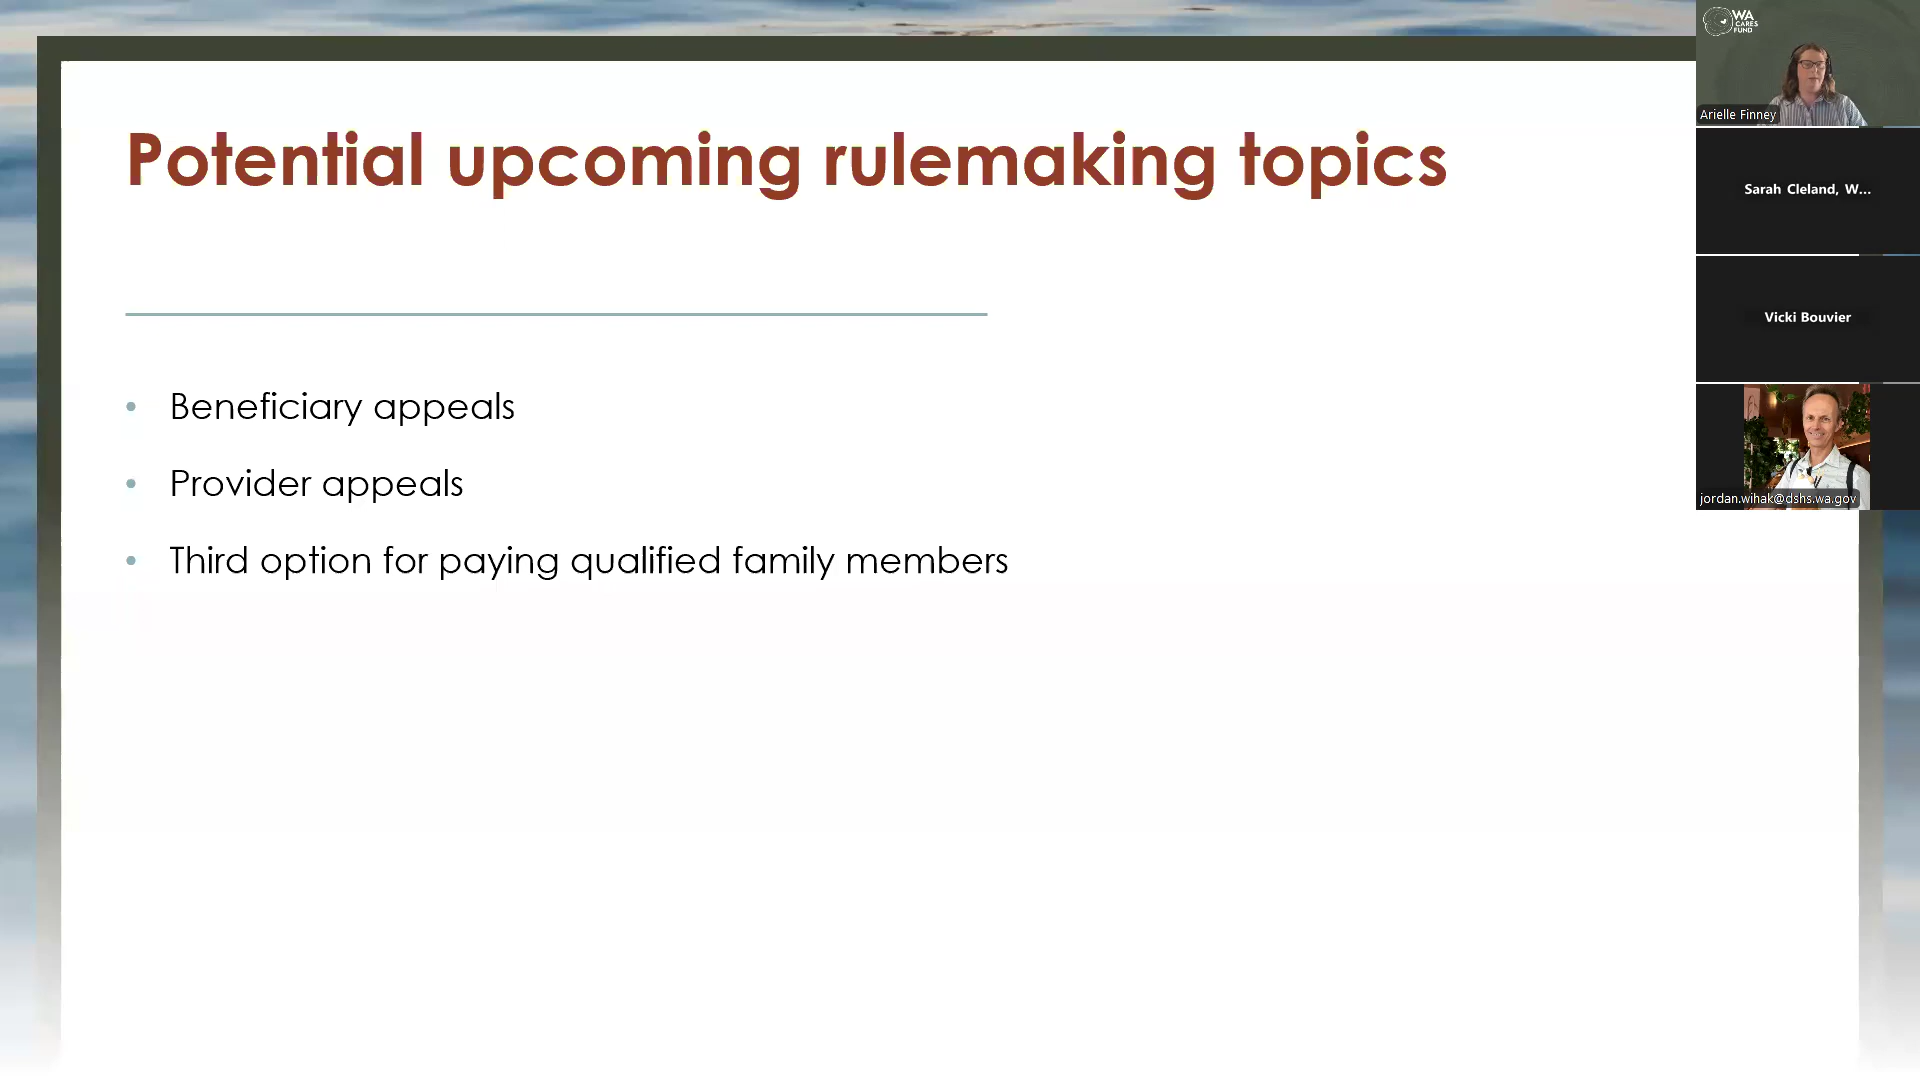 Potential upcoming rulemaking topics
• Beneficiary appeals
• Provider appeals
• Third option for paying qualified family members
WA
CARES
FUND
Arielle Finney
Sarah Cleland, W...
Vicki Bouvier
jordan.wihak@dshs.wa.gov